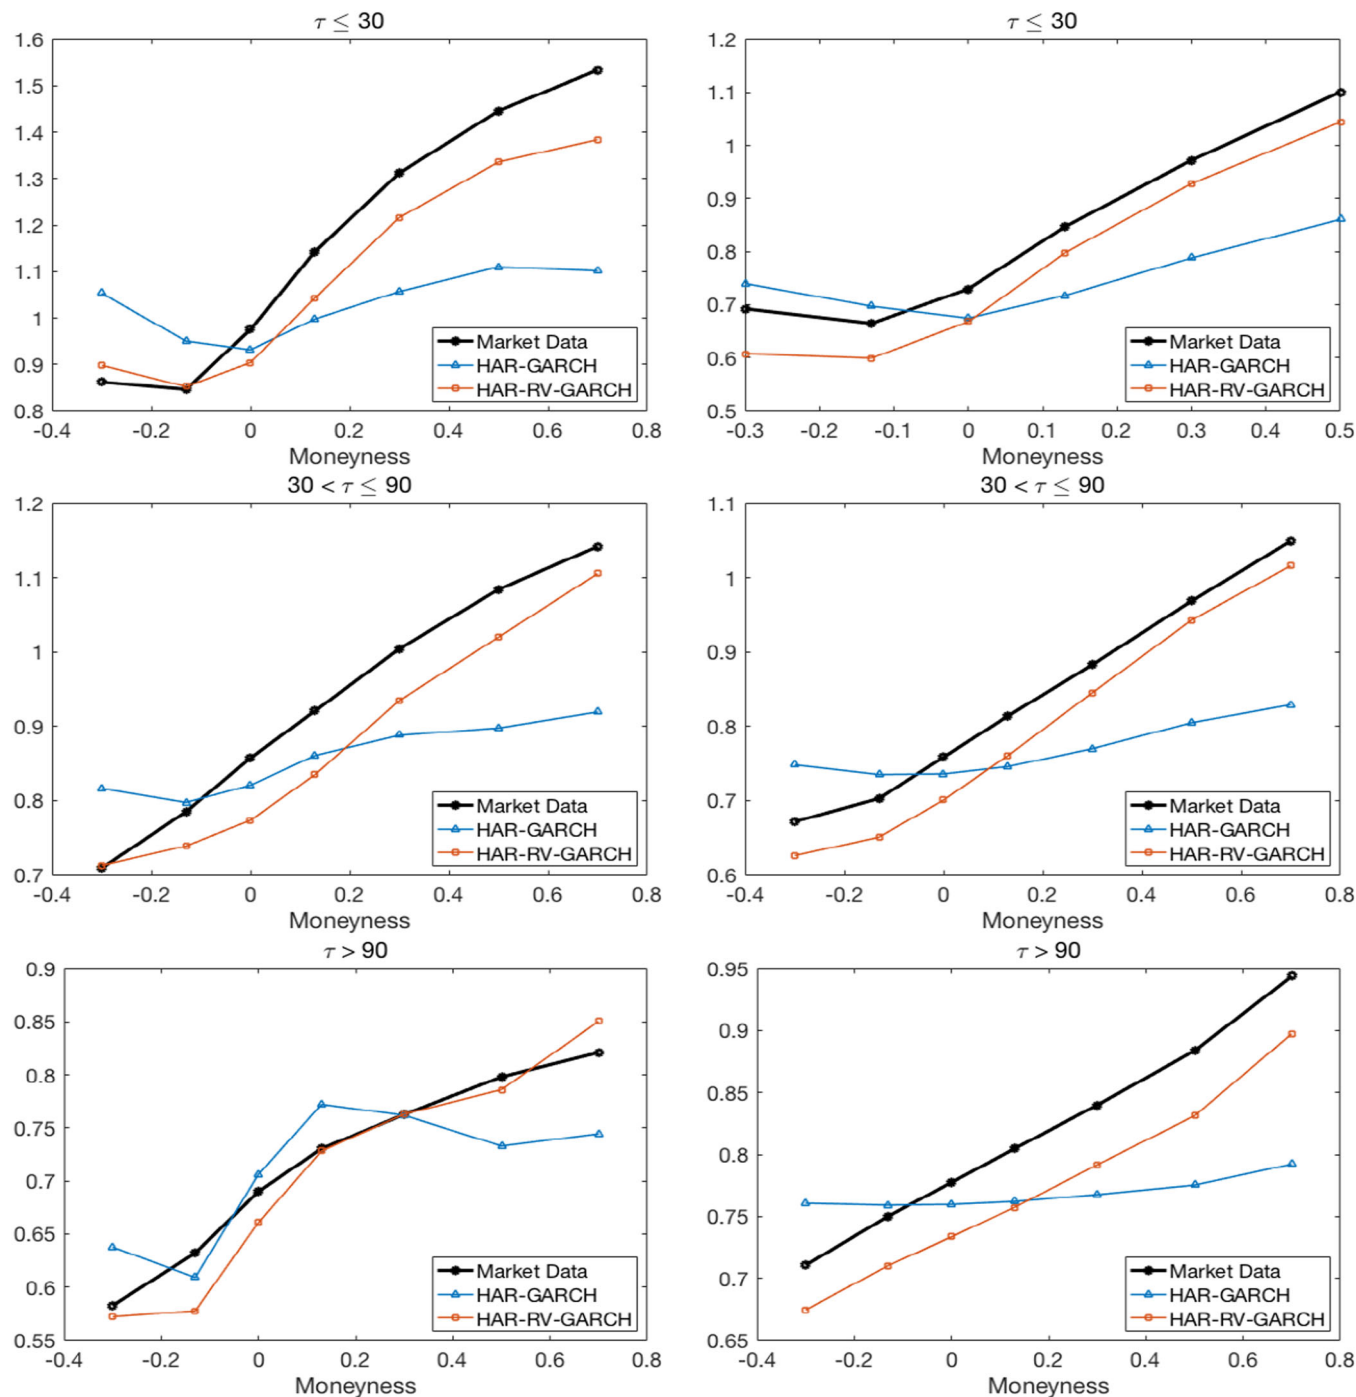 τ ≤ 30
1.6
1.5
1.4
1.3
1.2
1.1
1
0.9
0.8
-0.4 -0.2 0 0.2 0.4 0.6 0.8
Moneyness
Market Data
HAR-GARCH
HAR-RV-GARCH
τ ≤ 30
1.2
1.1
1
0.9
0.8
0.7
0.6
0.5
-0.3 -0.2 -0.1 0 0.1 0.2 0.3 0.4 0.5
Moneyness
Market Data
HAR-GARCH
HAR-RV-GARCH
30 < τ ≤ 90
1.2
1.1
1
0.9
0.8
0.7
-0.4 -0.2 0 0.2 0.4 0.6 0.8
Moneyness
Market Data
HAR-GARCH
HAR-RV-GARCH
30 < τ ≤ 90
1.1
1
0.9
0.8
0.7
0.6
-0.4 -0.2 0 0.2 0.4 0.6 0.8
Moneyness
Market Data
HAR-GARCH
HAR-RV-GARCH
τ > 90
0.9
0.85
0.8
0.75
0.7
0.65
0.6
0.55
-0.4 -0.2 0 0.2 0.4 0.6 0.8
Moneyness
Market Data
HAR-GARCH
HAR-RV-GARCH
τ > 90
0.95
0.9
0.85
0.8
0.75
0.7
0.65
-0.4 -0.2 0 0.2 0.4 0.6 0.8
Moneyness
Market Data
HAR-GARCH
HAR-RV-GARCH